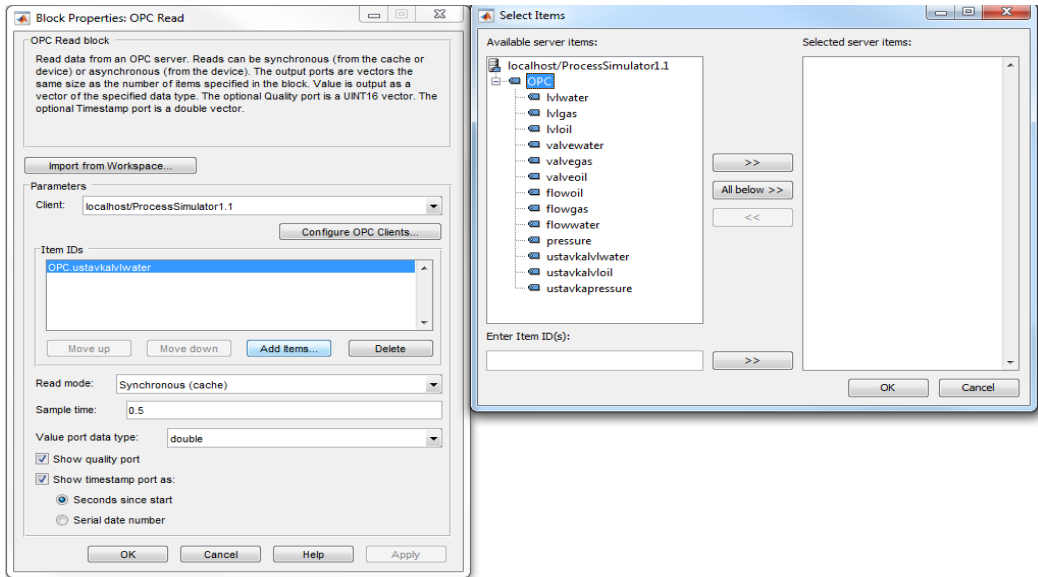 Block Properties: OPC Read
OPC Read block
Read data from an OPC server. Reads can be synchronous (from the cache or
device) or asynchronous (from the device). The output ports are vectors the
same size as the number of items specified in the block. Value is output as a
vector of the specified data type. The optional Quality port is a UINT16 vector. The
optional Timestamp port is a double vector.
Import from Workspace...
Parameters
Client: localhost/ProcessSimulator1.1
Configure OPC Clients...
Item IDs
OPC.ustavkalvlwater
Move up Move down Add Items... Delete
Read mode: Synchronous (cache)
Sample time: 0.5
Value port data type: double
Show quality port
Show timestamp port as:
Seconds since start
Serial date number
OK Cancel Help Apply
Select Items
Available server items: Selected server items:
localhost/ProcessSimulator1.1
OPC
lvlwater
lvlgas
lvloil
valvewater
valvegas
valveoil
flowoil
flowgas
flowwater
pressure
ustavkalvlwater
ustavkalvloil
ustavkapressure
>>
All below >>
<<
Enter Item ID(s):
>>
OK Cancel